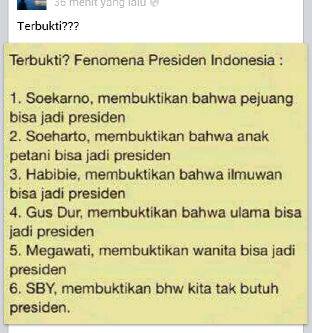 36 menit yang lalu
Terbukti???
Terbukti? Fenomena Presiden Indonesia :
1. Soekarno, membuktikan bahwa pejuang
bisa jadi presiden
2. Soeharto, membuktikan bahwa anak
petani bisa jadi presiden
3. Habibie, membuktikan bahwa ilmuwan
bisa jadi presiden
4. Gus Dur, membuktikan bahwa ulama bisa
jadi presiden
5. Megawati, membuktikan wanita bisa jadi
presiden
6. SBY, membuktikan bhw kita tak butuh
presiden.